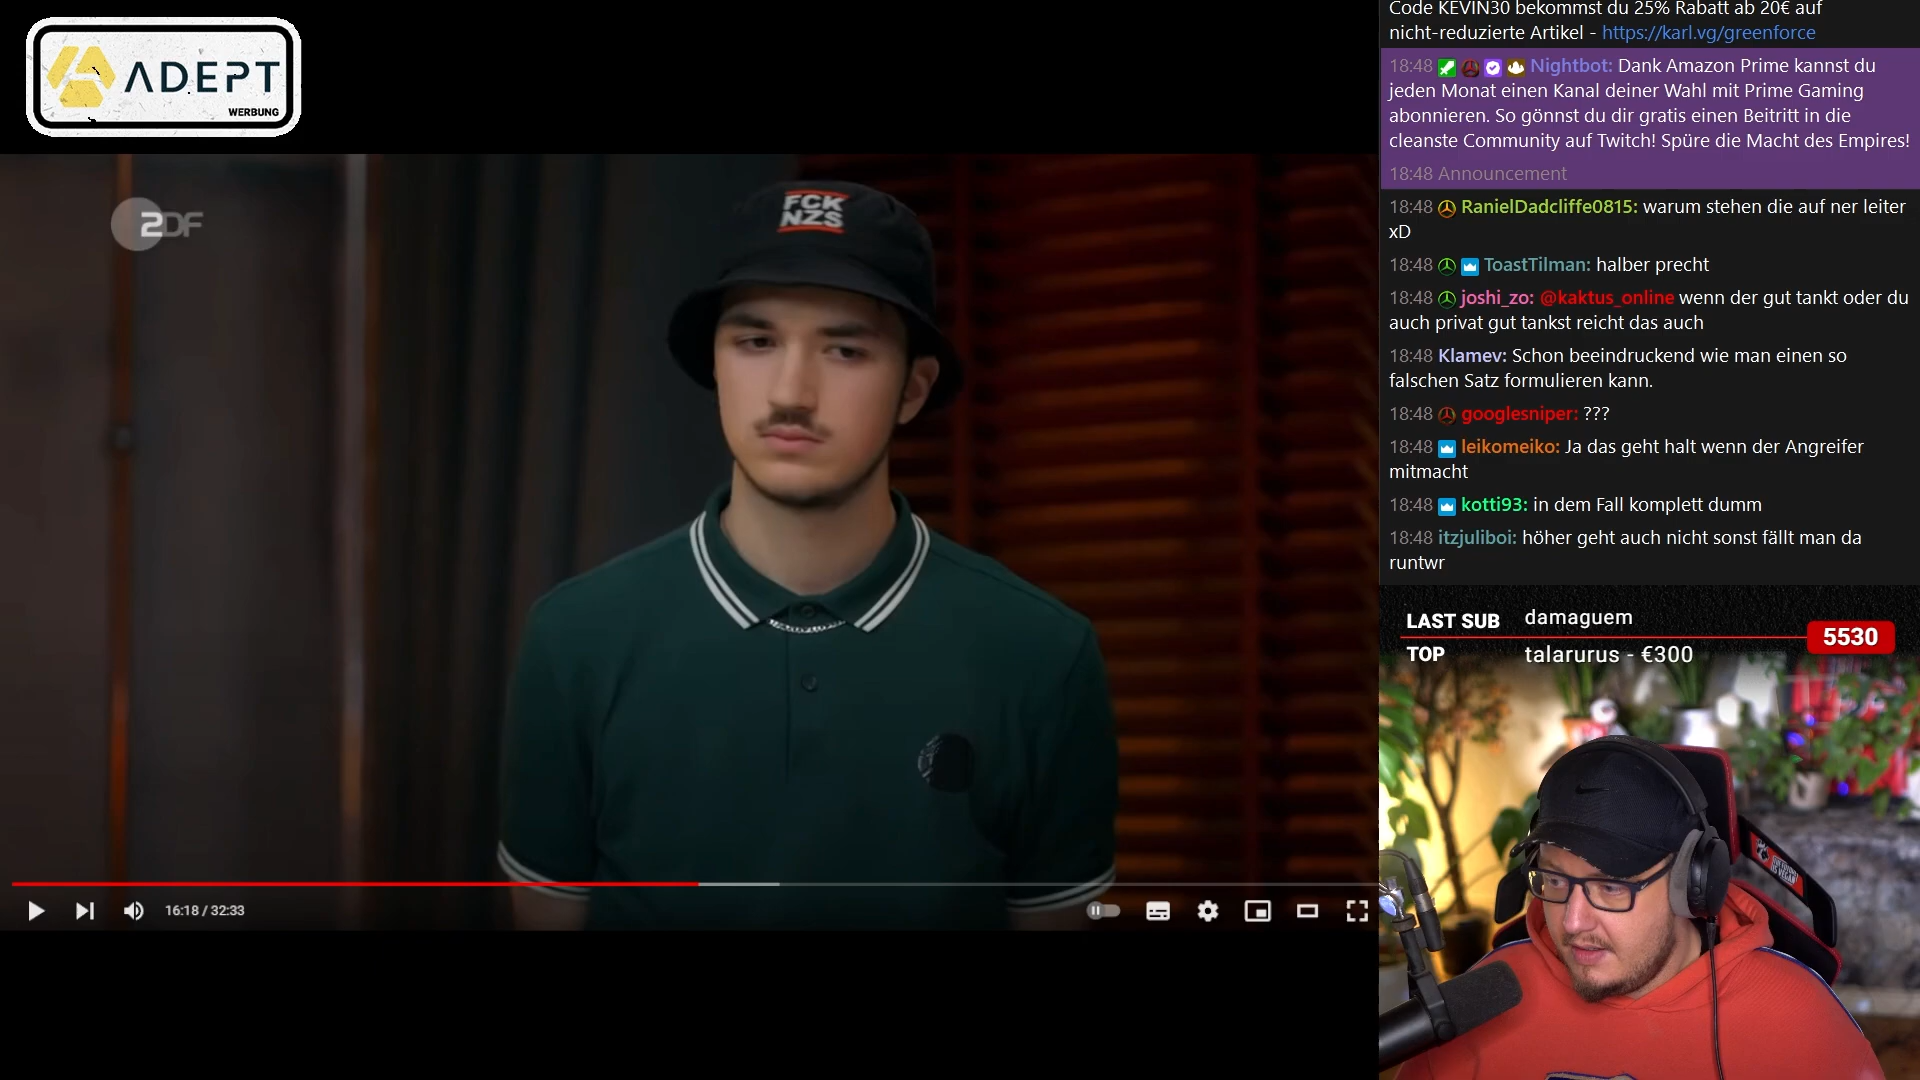 ADEPT
WERBUNG
2DF
FCK
NZS
16:18 / 32:33
Code KEVIN30 bekommst du 25% Rabatt ab 20€ auf
nicht-reduzierte Artikel - https://karl.vg/greenforce
18:48 Nightbot: Dank Amazon Prime kannst du
jeden Monat einen Kanal deiner Wahl mit Prime Gaming
abonnieren. So gönnst du dir gratis einen Beitritt in die
cleanste Community auf Twitch! Spüre die Macht des Empires!
18:48 Announcement
18:48 RanielDadcliffe0815: warum stehen die auf ner leiter
xD
18:48 ToastTilman: halber precht
18:48 joshi_zo: @kaktus_online wenn der gut tankt oder du
auch privat gut tankst reicht das auch
18:48 Klamev: Schon beeindruckend wie man einen so
falschen Satz formulieren kann.
18:48 googlesniper: ???
18:48 leikomeiko: Ja das geht halt wenn der Angreifer
mitmacht
18:48 kotti93: in dem Fall komplett dumm
18:48 itzjuliboi: höher geht auch nicht sonst fällt man da
runtwr
LAST SUB damaguem
5530
TOP talarurus - €300